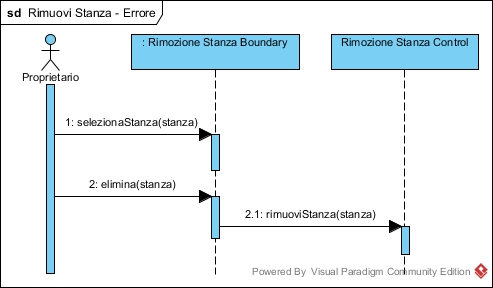 sd Rimuovi Stanza - Errore
Proprietario
: Rimozione Stanza Boundary
Rimozione Stanza Control
1: selezionaStanza(stanza)
2: elimina(stanza)
2.1: rimuoviStanza(stanza)
Powered By Visual Paradigm Community Edition